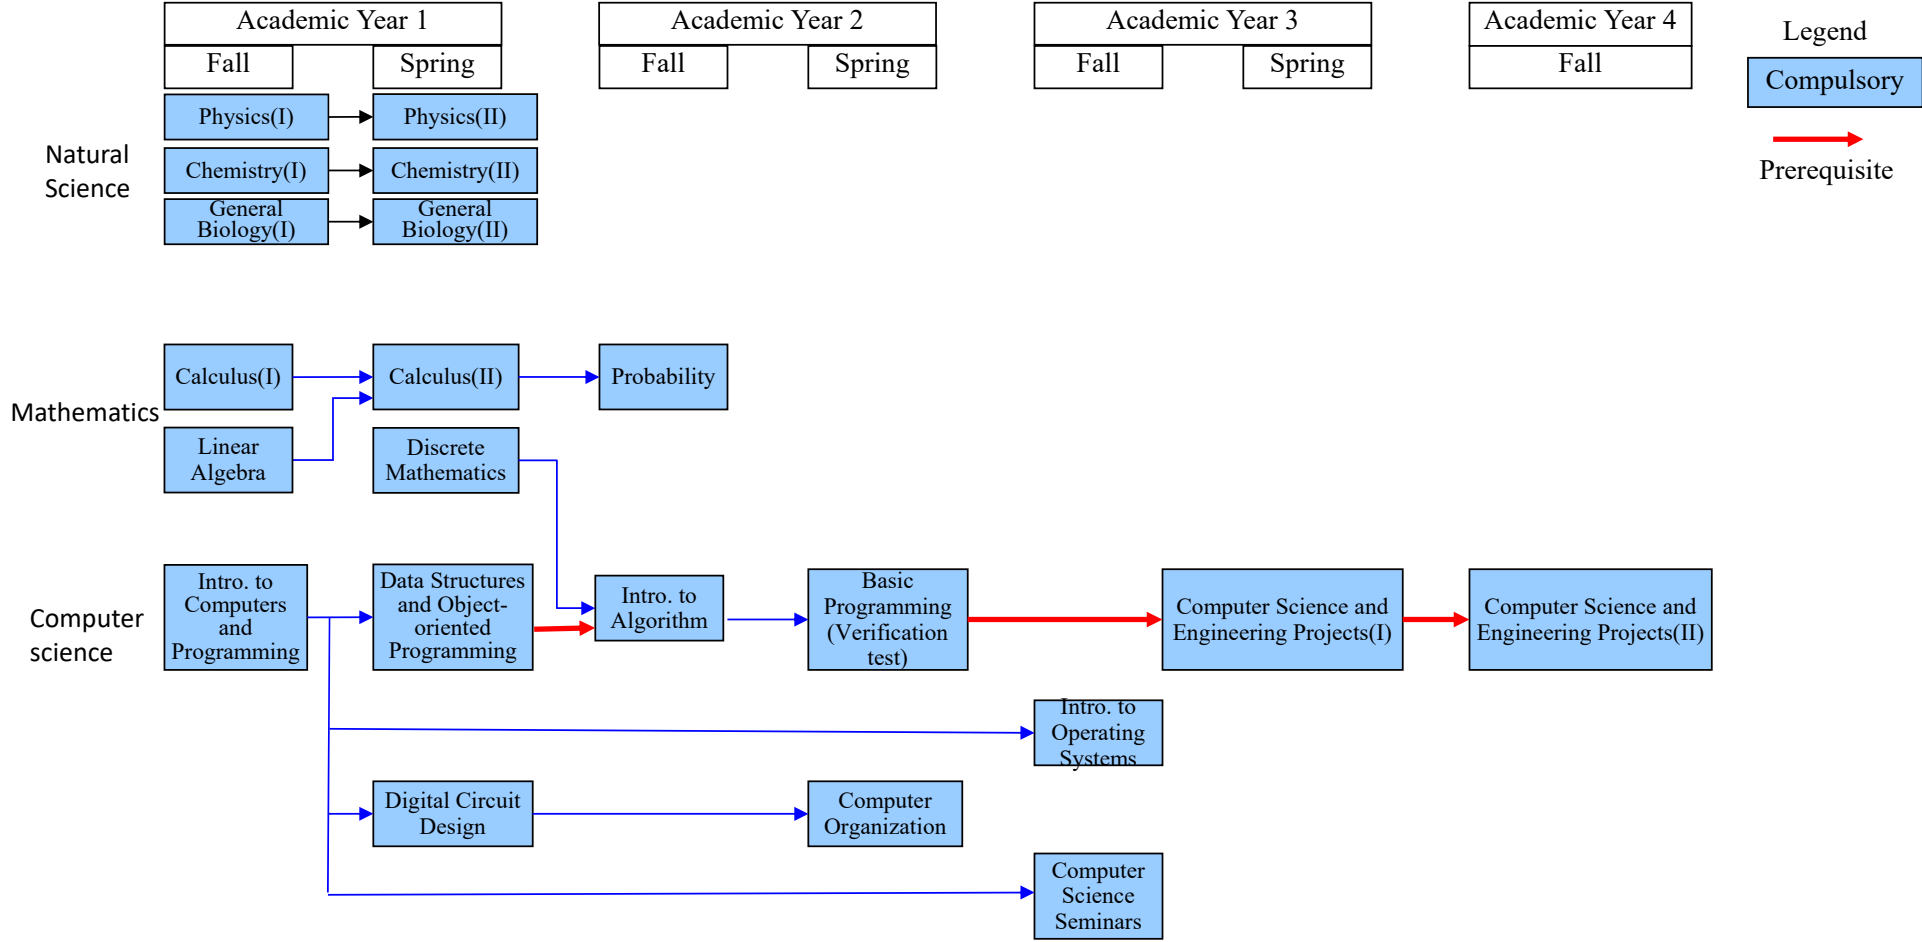 Academic Year 1
Academic Year 2
Academic Year 3
Academic Year 4
Legend
Fall
Spring
Fall
Spring
Fall
Spring
Fall
Compulsory
Prerequisite
Natural
Science
Physics(I)
Physics(II)
Chemistry(I)
Chemistry(II)
General
Biology(I)
General
Biology(II)
Mathematics
Calculus(I)
Calculus(II)
Probability
Linear
Algebra
Discrete
Mathematics
Computer
science
Intro. to
Computers
and
Programming
Data Structures
and Object-
oriented
Programming
Intro. to
Algorithm
Basic
Programming
(Verification
test)
Computer Science and
Engineering Projects(I)
Computer Science and
Engineering Projects(II)
Intro. to
Operating
Systems
Digital Circuit
Design
Computer
Organization
Computer
Science
Seminars